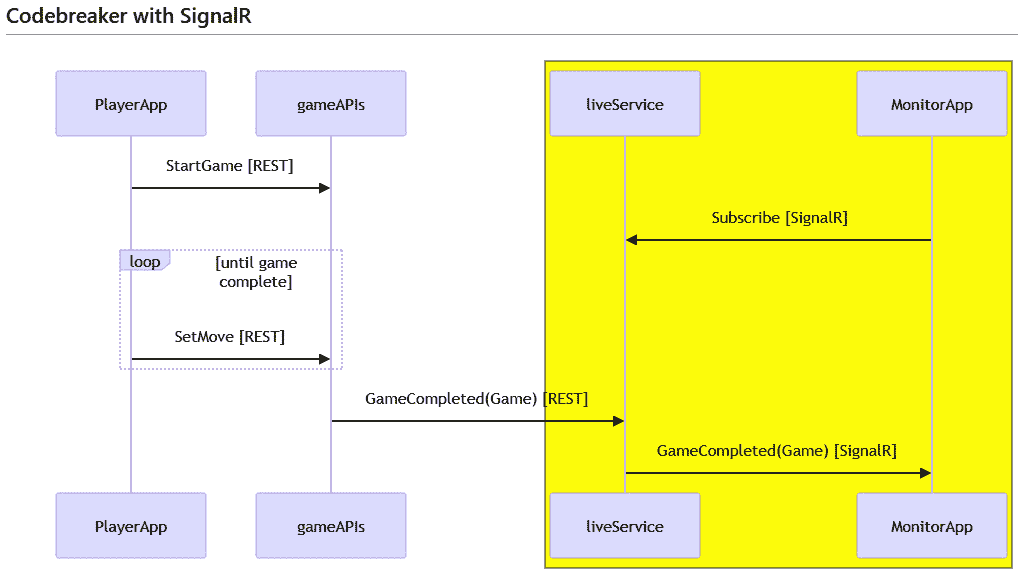 Codebreaker with SignalR
PlayerApp
gameAPIs
liveService
MonitorApp
StartGame [REST]
Subscribe [SignalR]
loop
[until game
complete]
SetMove [REST]
GameCompleted(Game) [REST]
GameCompleted(Game) [SignalR]
PlayerApp
gameAPIs
liveService
MonitorApp